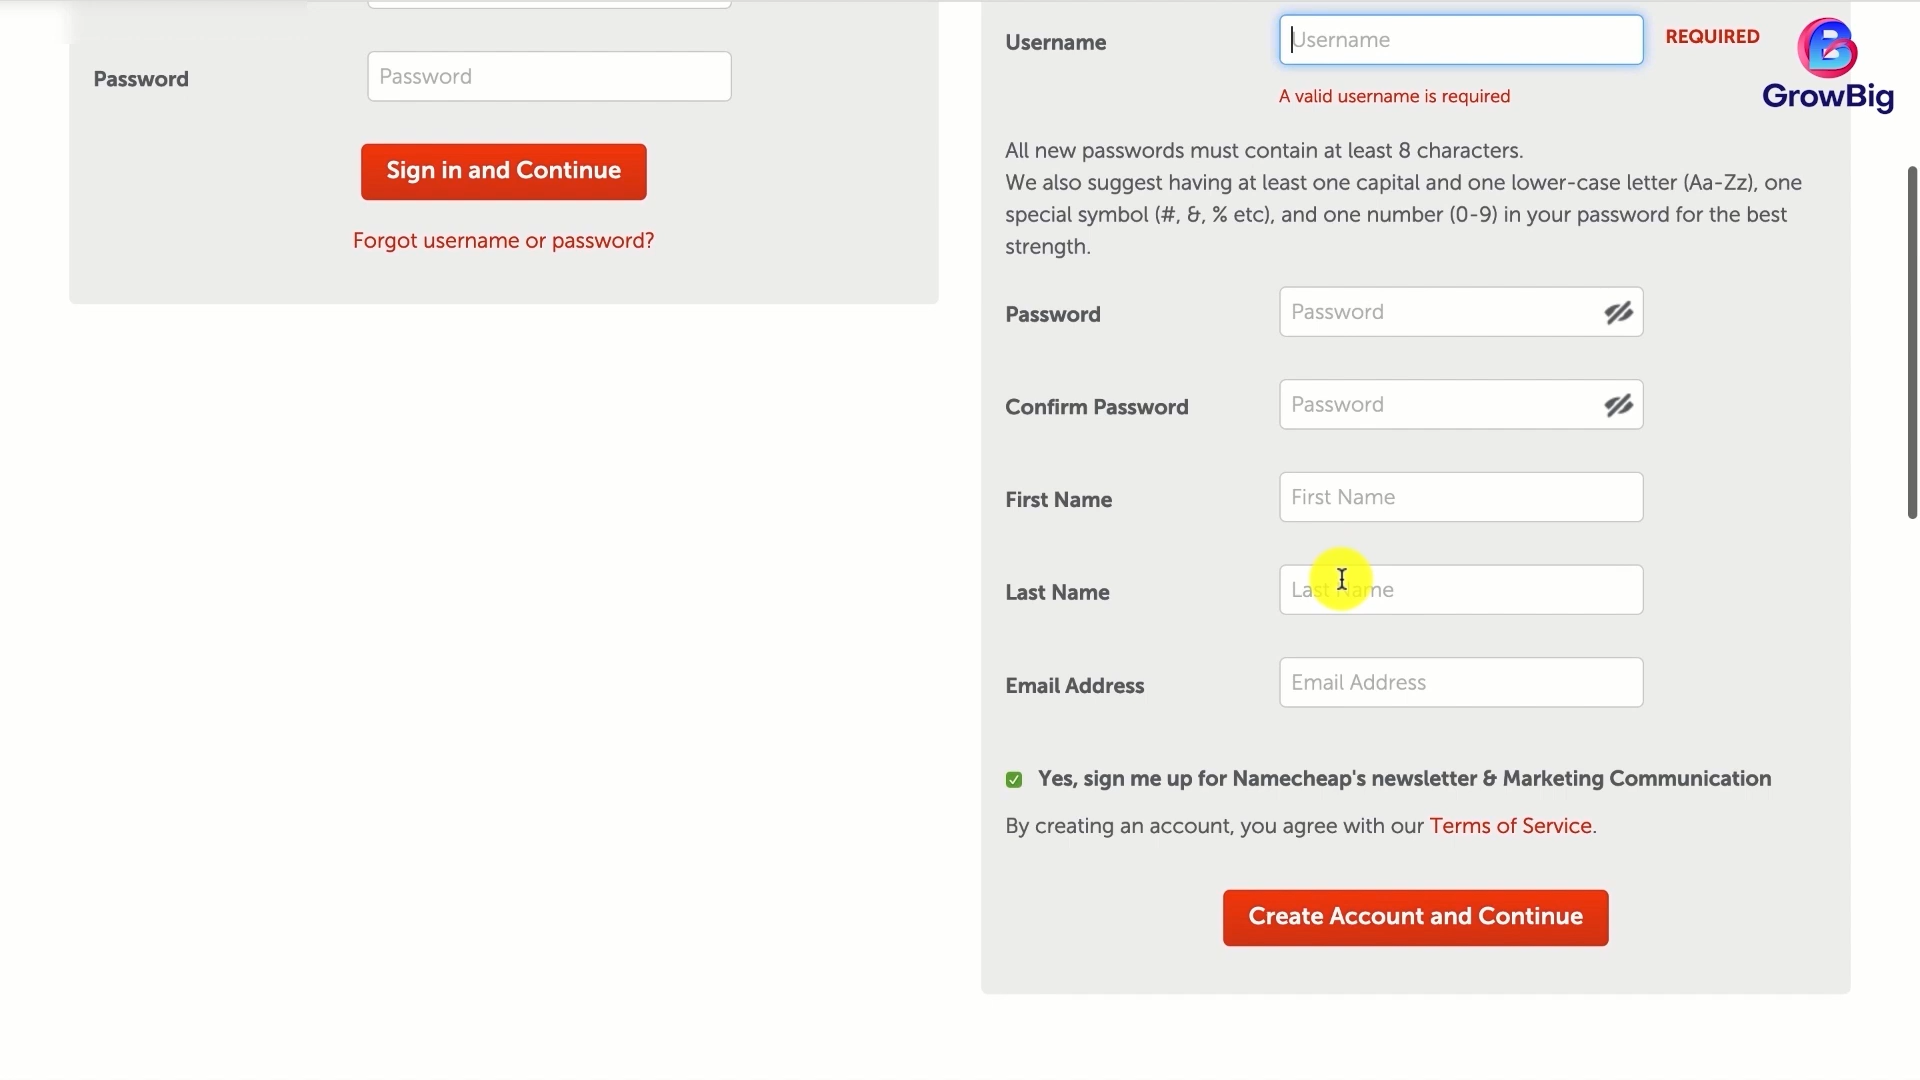 Password
Password
Sign in and Continue
Forgot username or password?
Username
Username
REQUIRED
A valid username is required
GrowBig
All new passwords must contain at least 8 characters.
We also suggest having at least one capital and one lower-case letter (Aa-Zz), one
special symbol (#, &, % etc), and one number (0-9) in your password for the best
strength.
Password
Password
Confirm Password
Password
First Name
First Name
Last Name
Last Name
Email Address
Email Address
Yes, sign me up for Namecheap's newsletter & Marketing Communication
By creating an account, you agree with our Terms of Service.
Create Account and Continue